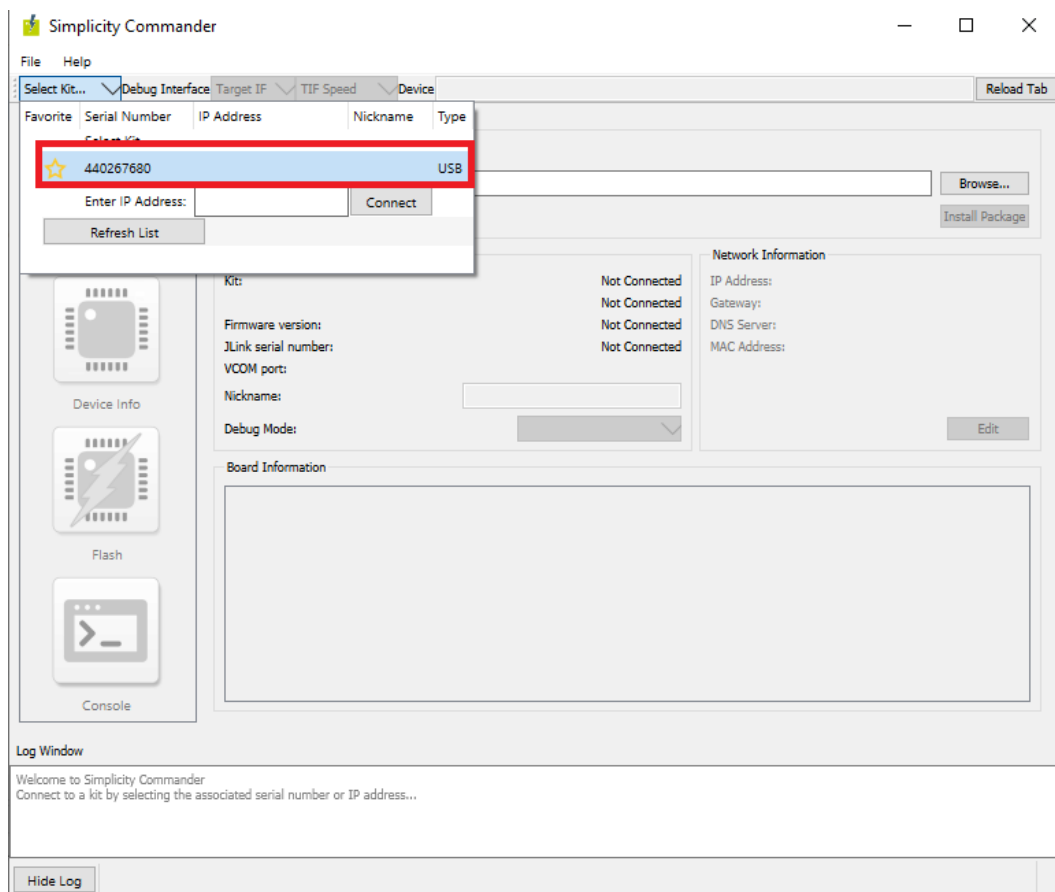 Simplicity Commander
File Help
Select Kit... Debug Interface Target IF TIF Speed Device Reload Tab
Favorite Serial Number IP Address Nickname Type
Select Kit
440267680 USB
Enter IP Address: Connect
Browse...
Refresh List
Install Package
Network Information
Kit: Not Connected IP Address:
Not Connected Gateway:
Firmware version: Not Connected DNS Server:
JLink serial number: Not Connected MAC Address:
VCOM port:
Nickname:
Device Info
Debug Mode: Edit
Board Information
Flash
Console
Log Window
Welcome to Simplicity Commander
Connect to a kit by selecting the associated serial number or IP address...
Hide Log